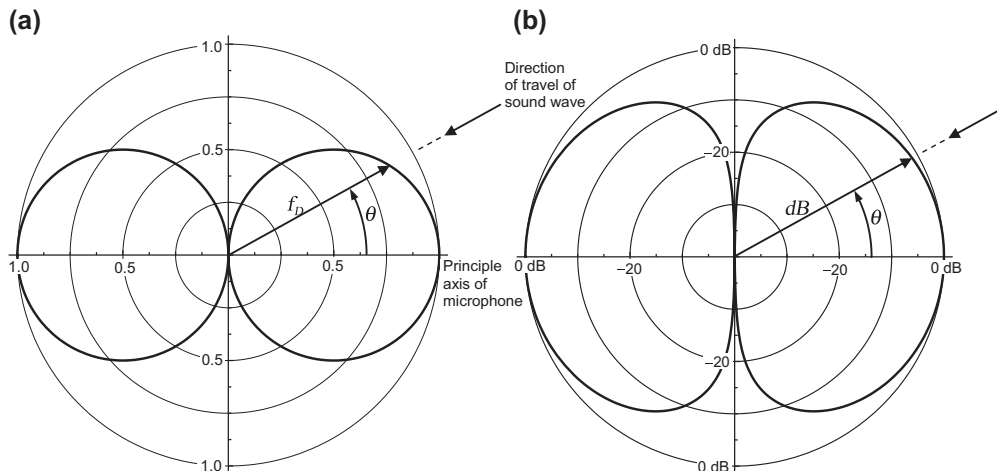 (a)
1.0
0.5
f_D
θ
1.0
0.5
0.5
0.5
1.0
Direction
of travel of
sound wave
Principle
axis of
microphone
(b)
0 dB
–20
dB
θ
0 dB
–20
–20
0 dB
–20
0 dB